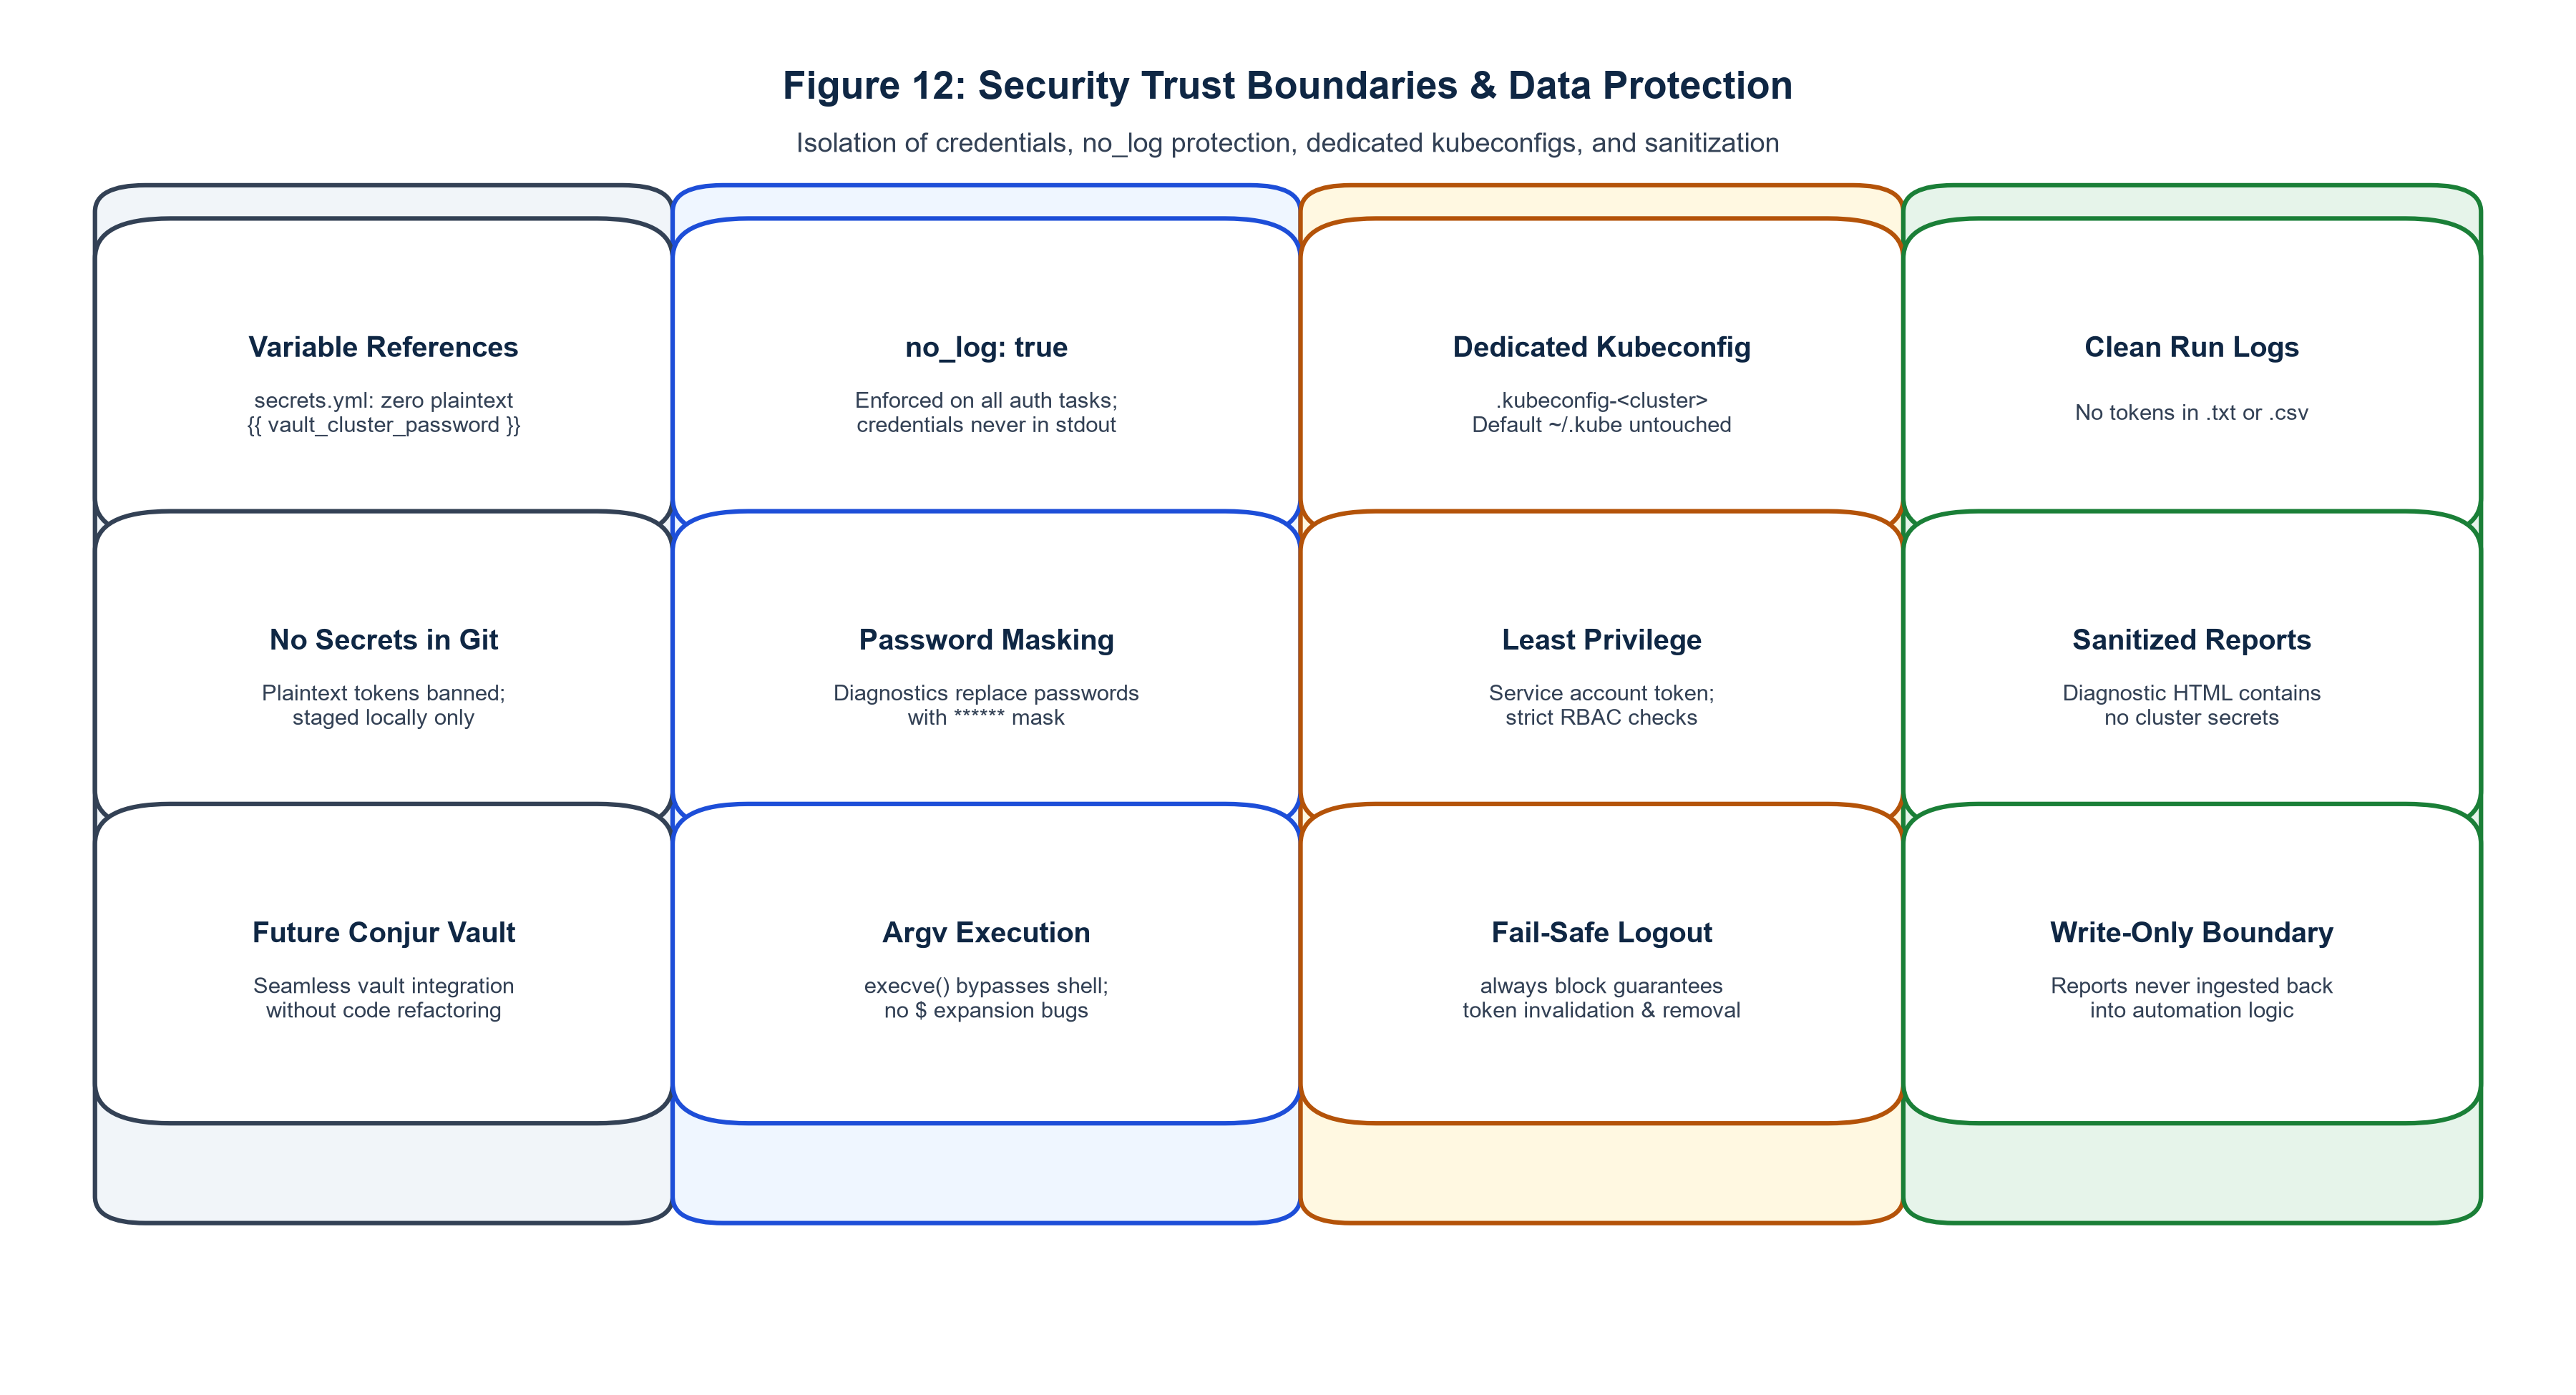 Figure 12: Security Trust Boundaries & Data Protection
Isolation of credentials, no_log protection, dedicated kubeconfigs, and sanitization
Variable References
secrets.yml: zero plaintext
{{ vault_cluster_password }}
no_log: true
Enforced on all auth tasks;
credentials never in stdout
Dedicated Kubeconfig
.kubeconfig-<cluster>
Default ~/.kube untouched
Clean Run Logs
No tokens in .txt or .csv
No Secrets in Git
Plaintext tokens banned;
staged locally only
Password Masking
Diagnostics replace passwords
with ****** mask
Least Privilege
Service account token;
strict RBAC checks
Sanitized Reports
Diagnostic HTML contains
no cluster secrets
Future Conjur Vault
Seamless vault integration
without code refactoring
Argv Execution
execve() bypasses shell;
no $ expansion bugs
Fail-Safe Logout
always block guarantees
token invalidation & removal
Write-Only Boundary
Reports never ingested back
into automation logic